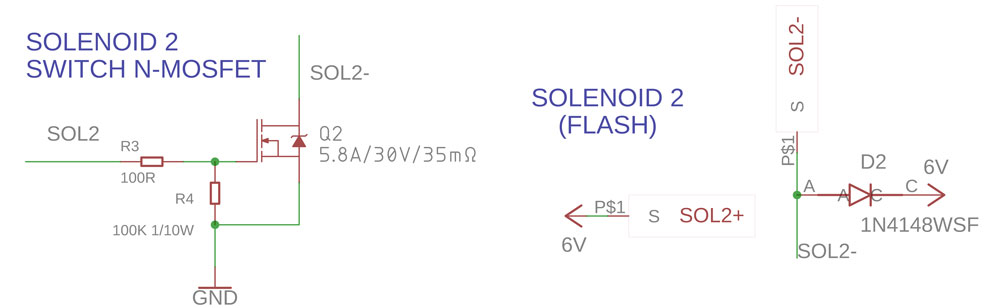 SOLENOID 2
SWITCH N-MOSFET
SOL2-
SOL2
R3
100R
Q2
5.8A/30V/35mΩ
R4
100K 1/10W
GND
SOLENOID 2
(FLASH)
P$1
S
SOL2+
6V
SOL2-
S
P$1
D2
6V
A
A
C
C
1N4148WSF
SOL2-